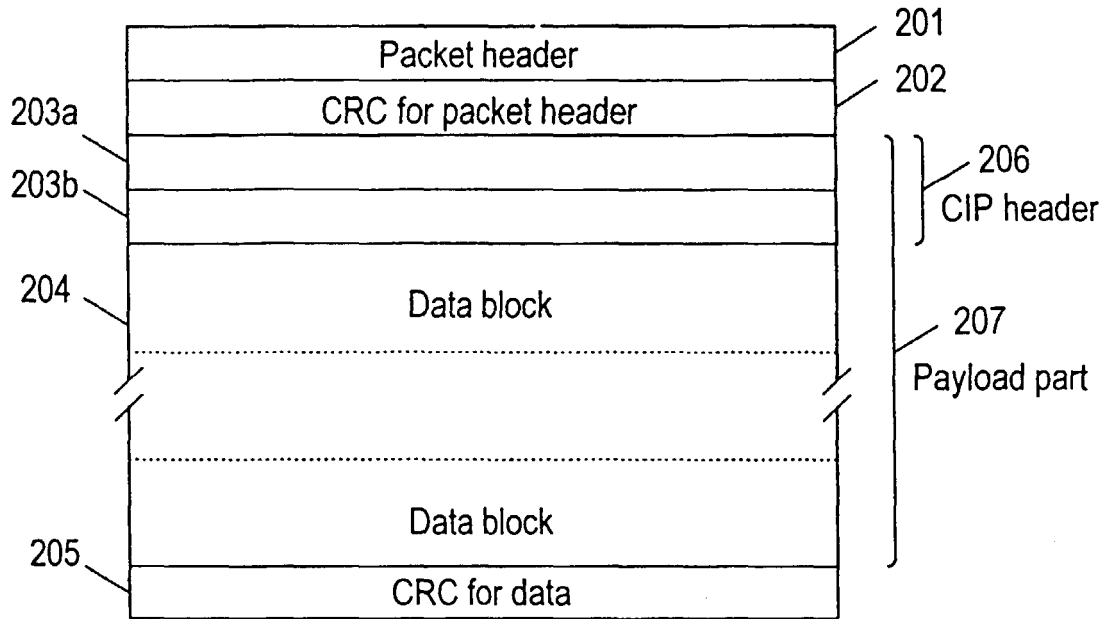 201
Packet header
202
CRC for packet header
203a
206
CIP header
203b
204
Data block
207
Payload part
Data block
205
CRC for data